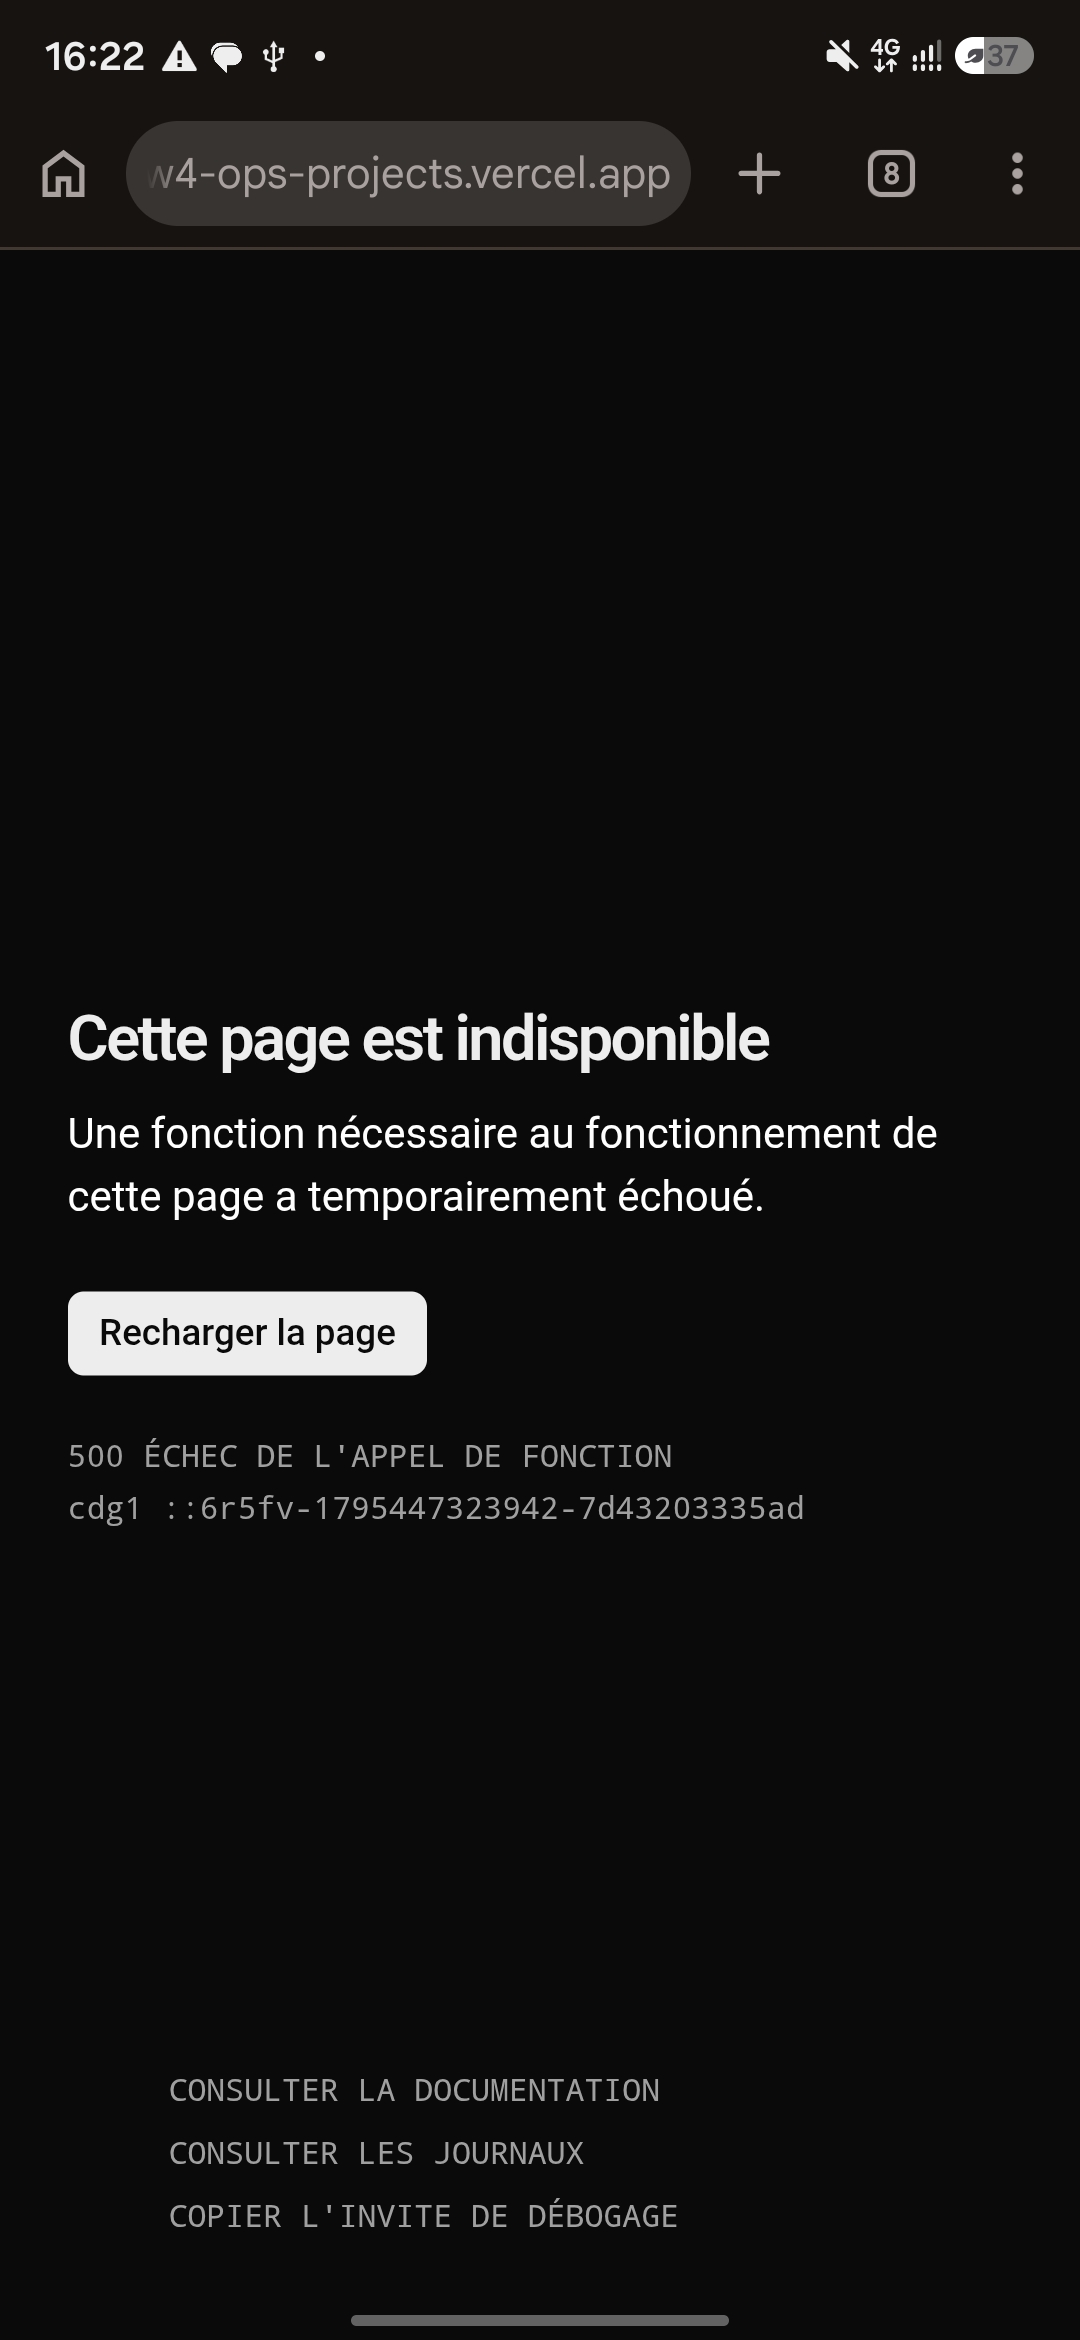 16:22
4G
37
w4-ops-projects.vercel.app
8
Cette page est indisponible
Une fonction nécessaire au fonctionnement de
cette page a temporairement échoué.
Recharger la page
500 ÉCHEC DE L'APPEL DE FONCTION
cdg1 ::6r5fv-1795447323942-7d43203335ad
CONSULTER LA DOCUMENTATION
CONSULTER LES JOURNAUX
COPIER L'INVITE DE DÉBOGAGE